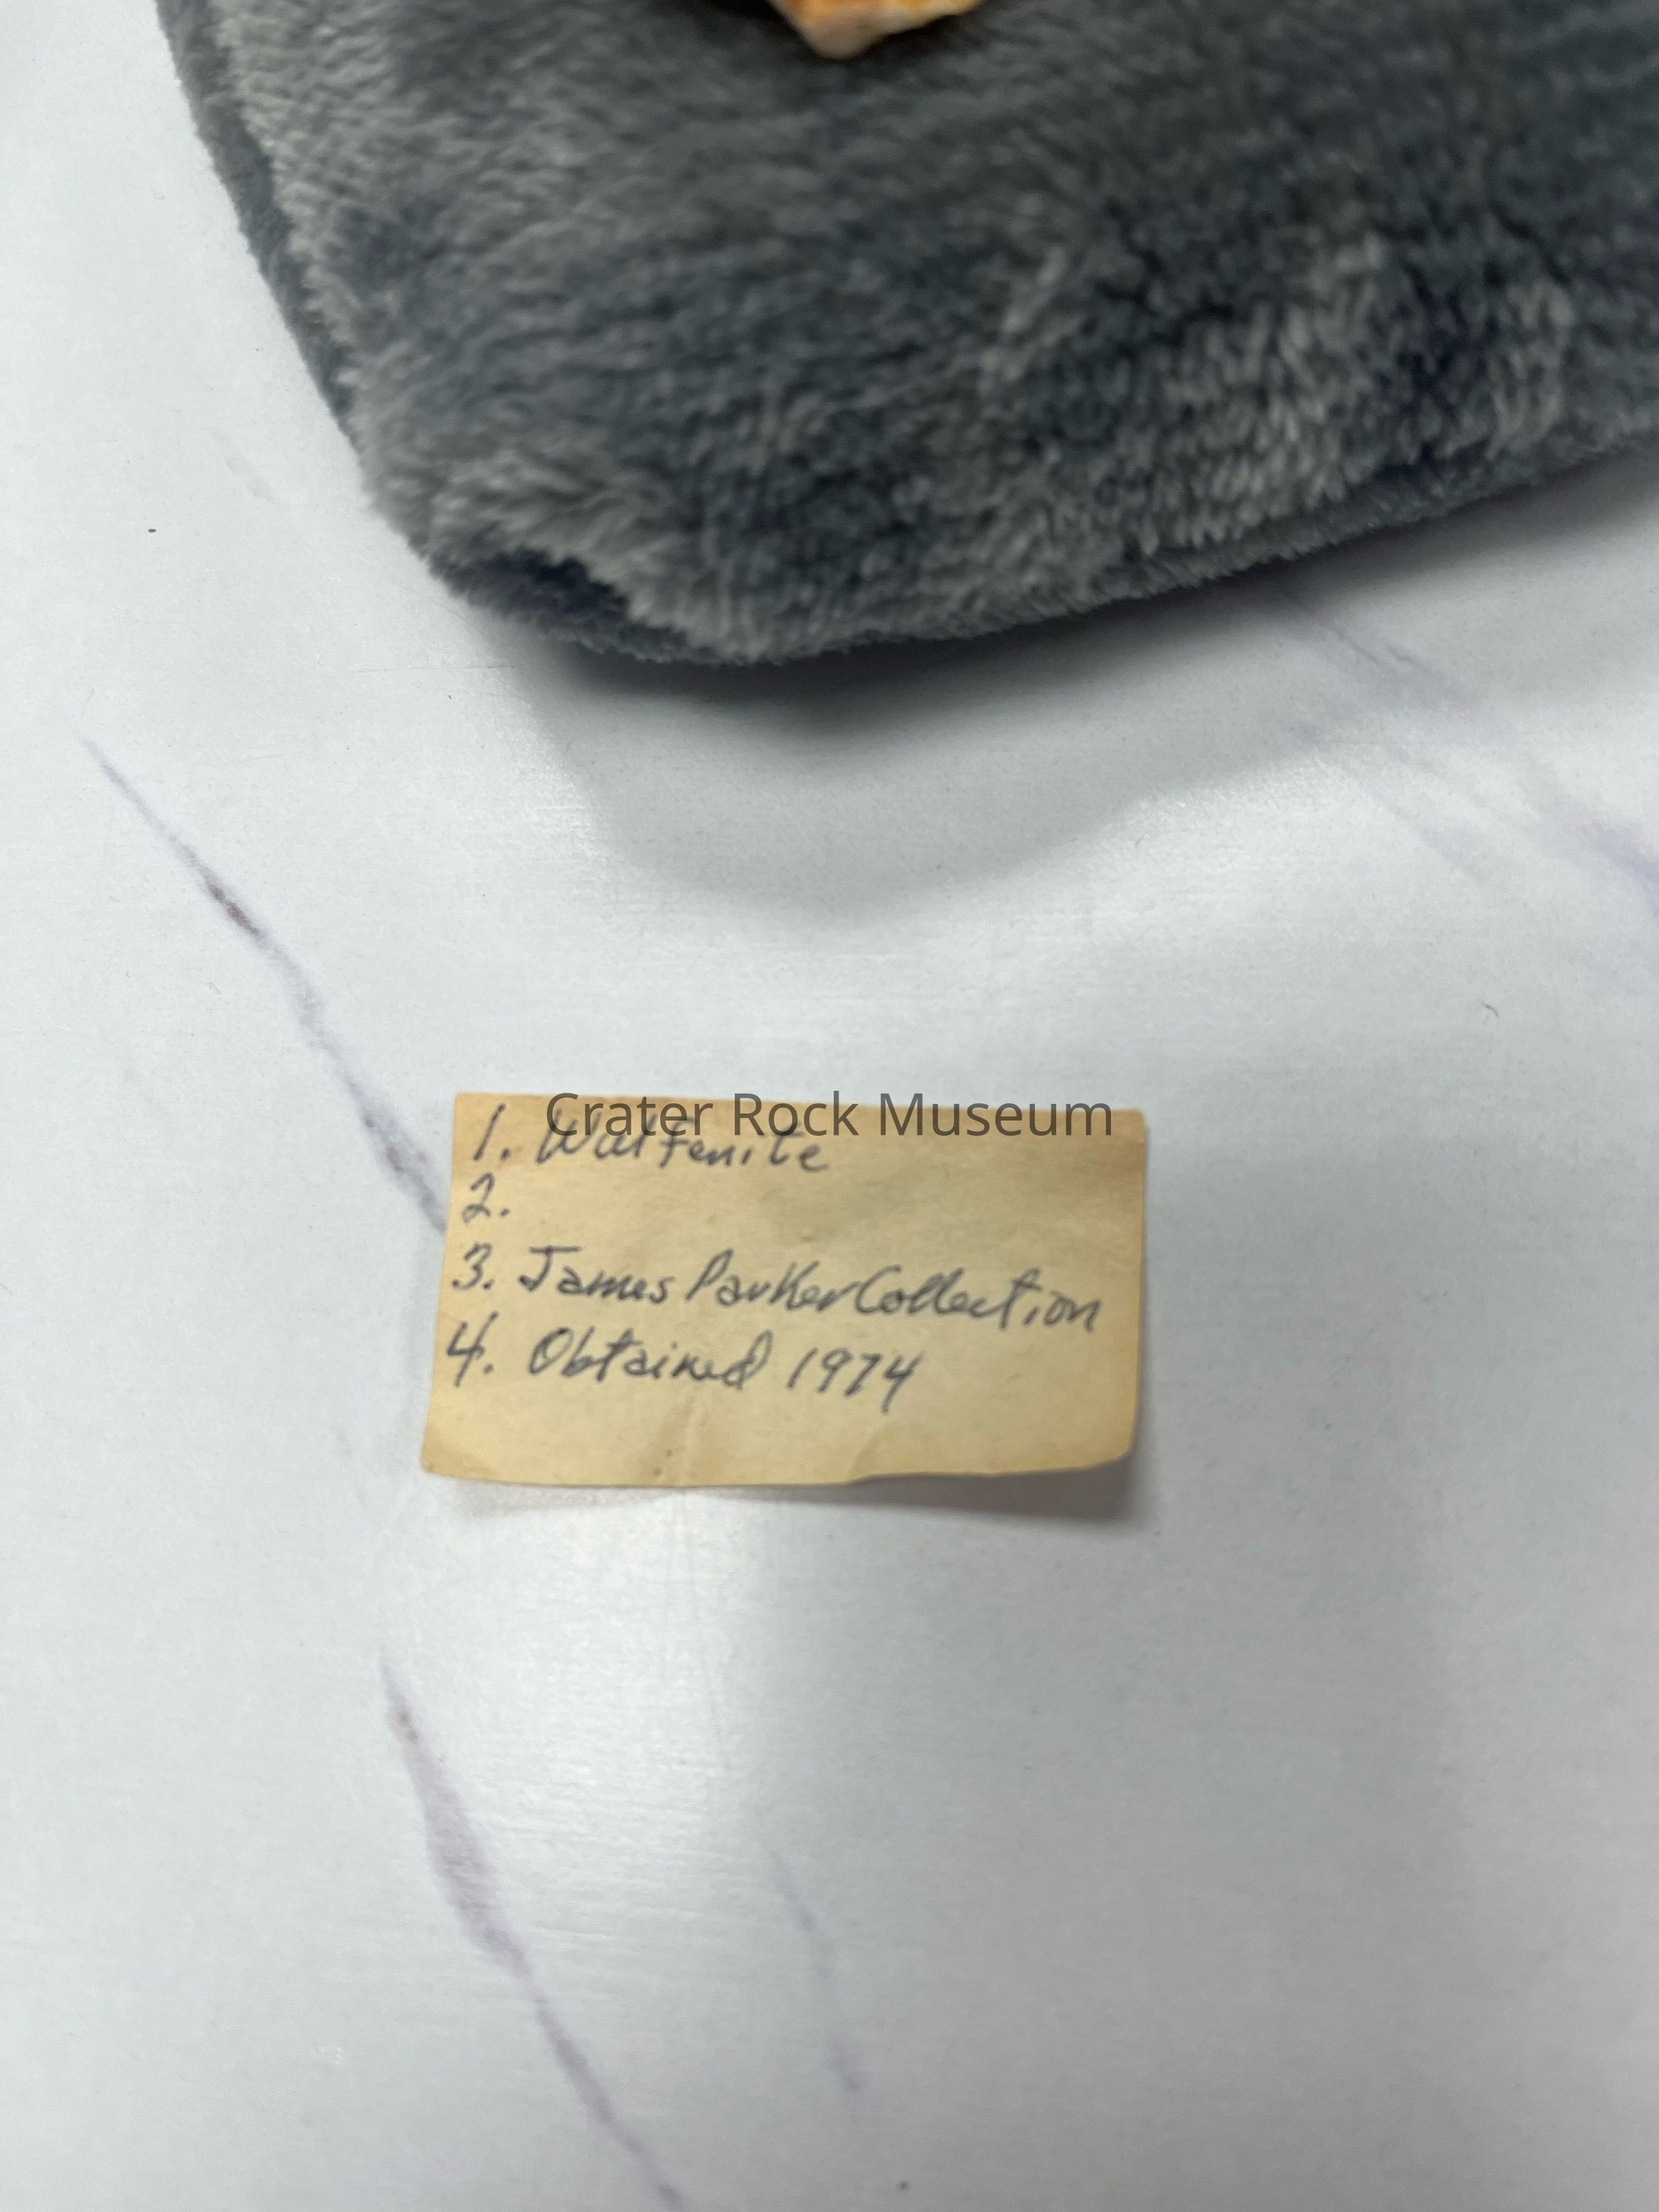 Crater Rock Museum
1. Wulfenite
2.
3. James Parker Collection
4. Obtained 1974